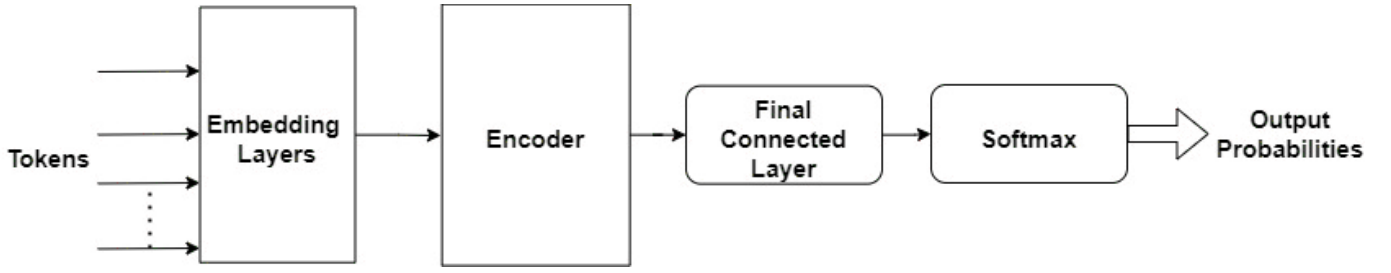 Tokens
Embedding
Layers
Encoder
Final
Connected
Layer
Softmax
Output
Probabilities